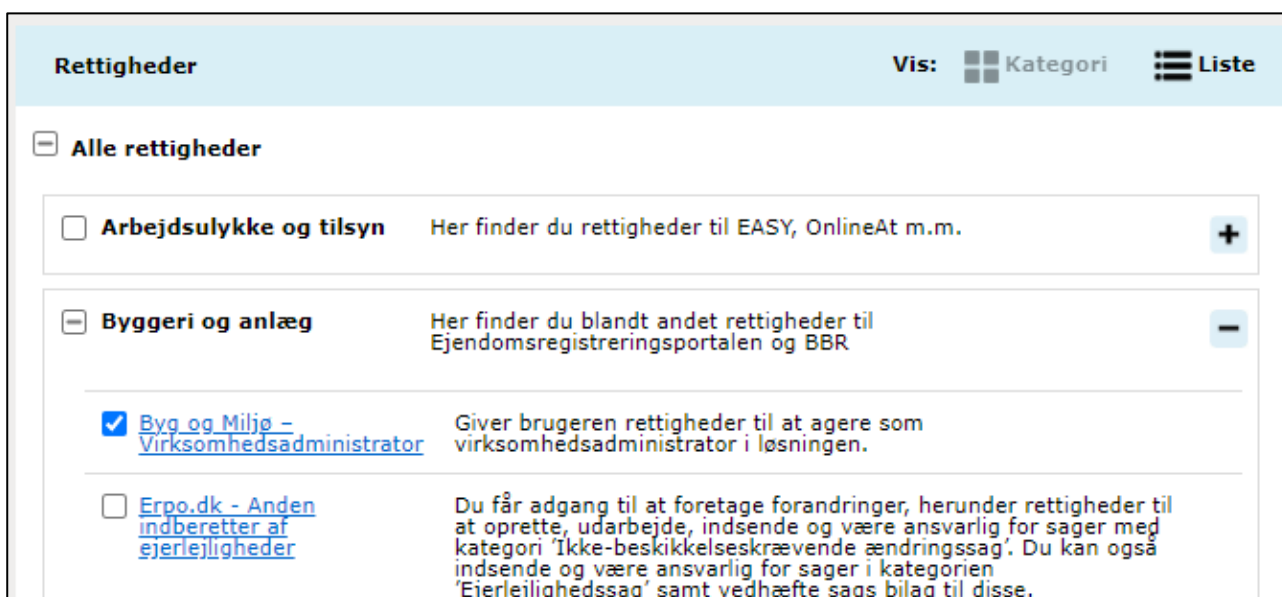 Rettigheder Vis: Kategori Liste
Alle rettigheder
Arbejdsulykke og tilsyn Her finder du rettigheder til EASY, OnlineAt m.m.
Byggeri og anlæg Her finder du blandt andet rettigheder til
Ejendomsregistreringsportalen og BBR
Byg og Miljø – Giver brugeren rettigheder til at agere som
Virksomhedsadministrator virksomhedsadministrator i løsningen.
Erpo.dk - Anden Du får adgang til at foretage forandringer, herunder rettigheder til
indberetter af at oprette, udarbejde, indsende og være ansvarlig for sager med
ejerlejligheder kategori 'Ikke-beskikkelseskrævende ændringssag'. Du kan også
indsende og være ansvarlig for sager i kategorien
'Ejerlejlighedssag' samt vedhæfte sags bilag til disse.